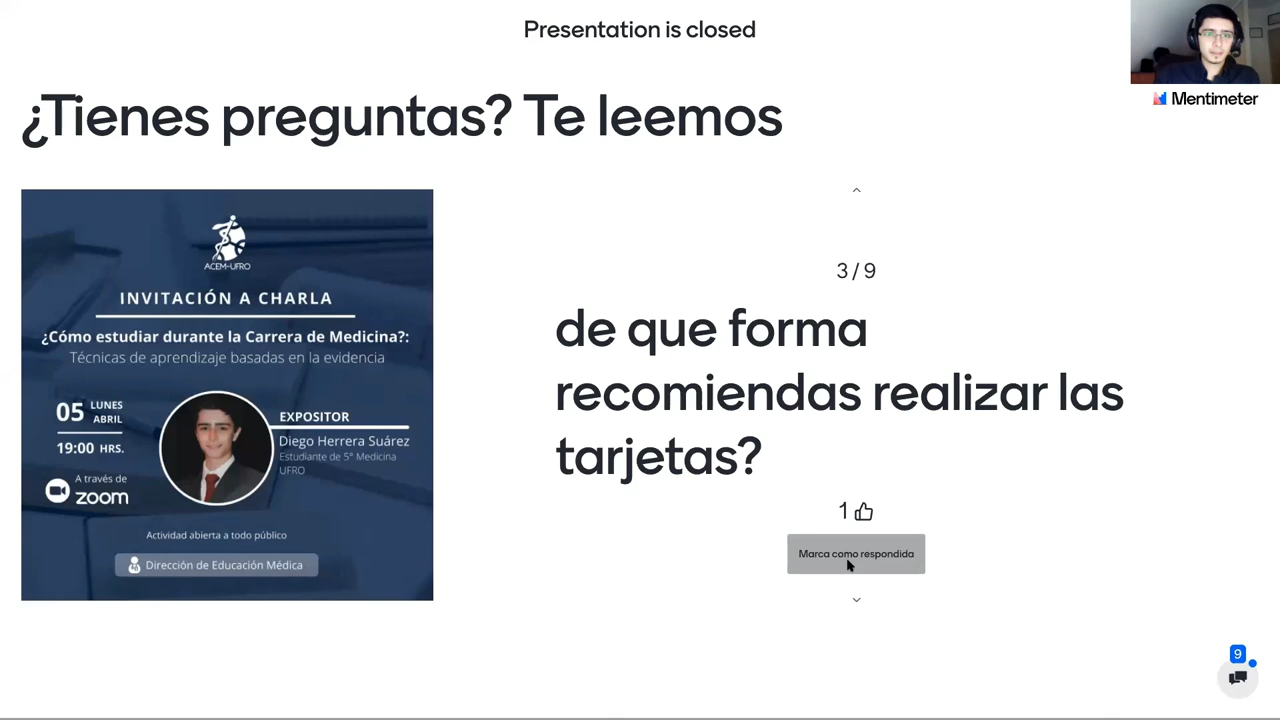 Presentation is closed
Mentimeter
¿Tienes preguntas? Te leemos
ACEM-UFRO
INVITACIÓN A CHARLA
¿Cómo estudiar durante la Carrera de Medicina?:
Técnicas de aprendizaje basadas en la evidencia
05 LUNES
ABRIL
19:00 HRS.
A través de
zoom
EXPOSITOR
Diego Herrera Suárez
Estudiante de 5° Medicina
UFRO
Actividad abierta a todo público
Dirección de Educación Médica
3 / 9
de que forma
recomiendas realizar las
tarjetas?
1
Marca como respondida
9